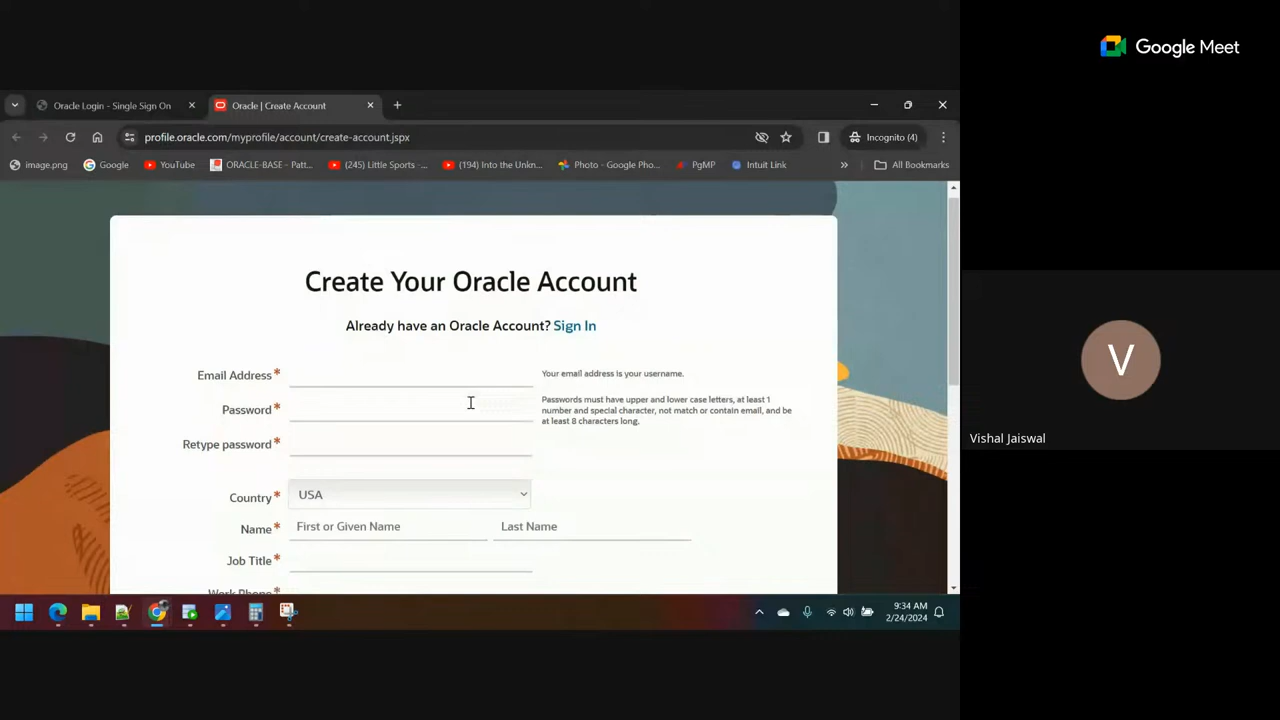 Google Meet
Oracle Login - Single Sign On
Oracle | Create Account
profile.oracle.com/myprofile/account/create-account.jspx
Incognito (4)
image.png
Google
YouTube
ORACLE-BASE - Patt...
(245) Little Sports -...
(194) Into the Unkn...
Photo - Google Pho...
PgMP
Intuit Link
»
All Bookmarks
Create Your Oracle Account
Already have an Oracle Account? Sign In
Email Address*
Your email address is your username.
Password*
Passwords must have upper and lower case letters, at least 1
number and special character, not match or contain email, and be
at least 8 characters long.
Retype password*
Country*
USA
Name*
First or Given Name
Last Name
Job Title*
Work Phone*
9:34 AM
2/24/2024
V
Vishal Jaiswal